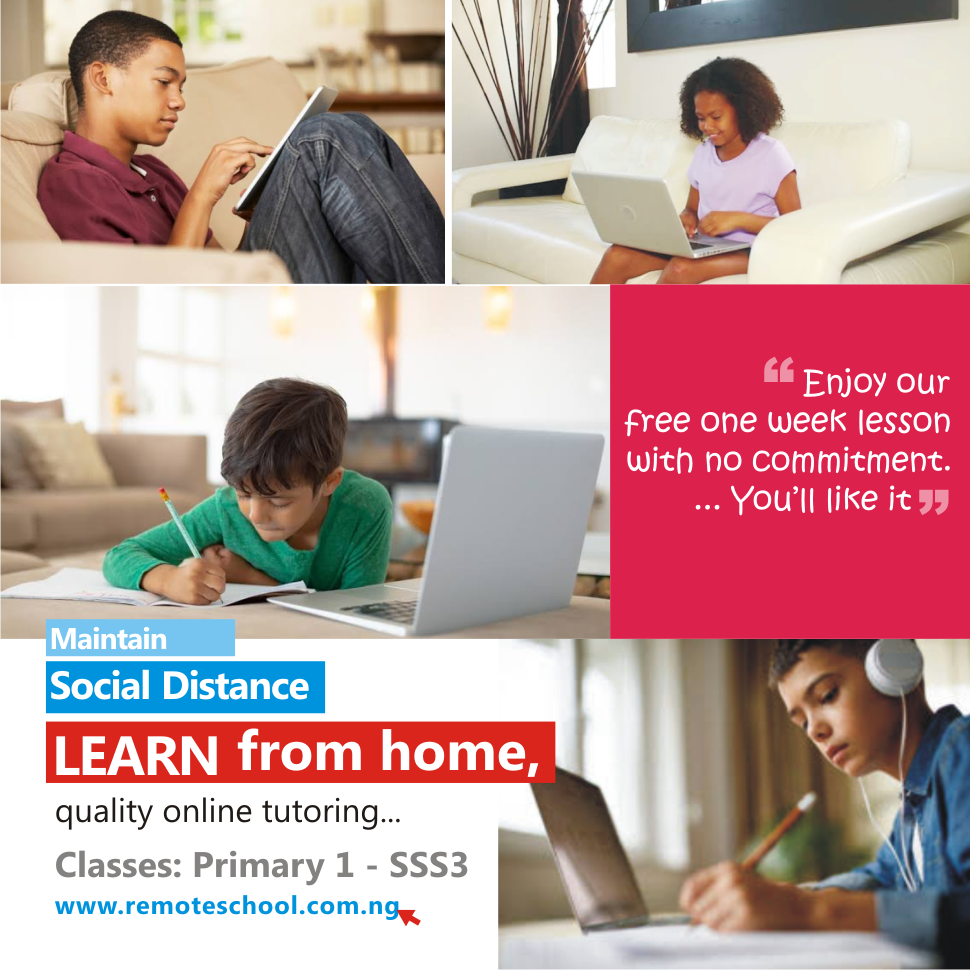 “ Enjoy our
free one week lesson
with no commitment.
... You'll like it ”
Maintain
Social Distance
LEARN from home,
quality online tutoring...
Classes: Primary 1 - SSS3
www.remoteschool.com.ng